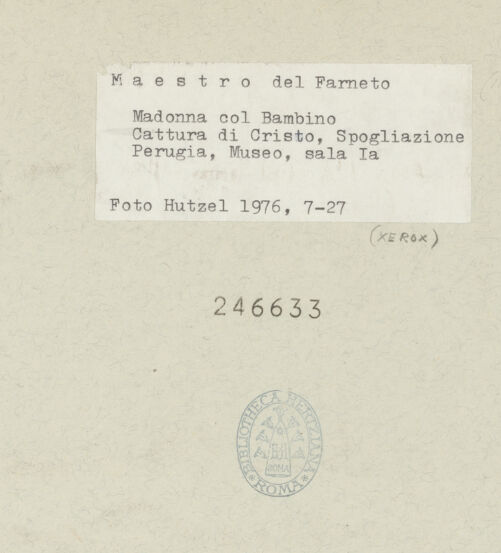 Maestro del Farneto
Madonna col Bambino
Cattura di Cristo, Spogliazione
Perugia, Museo, sala Ia
Foto Hutzel 1976, 7-27
(XEROX)
246633
BIBLIOTHECA HERTZIANA
ROMA
ROMA